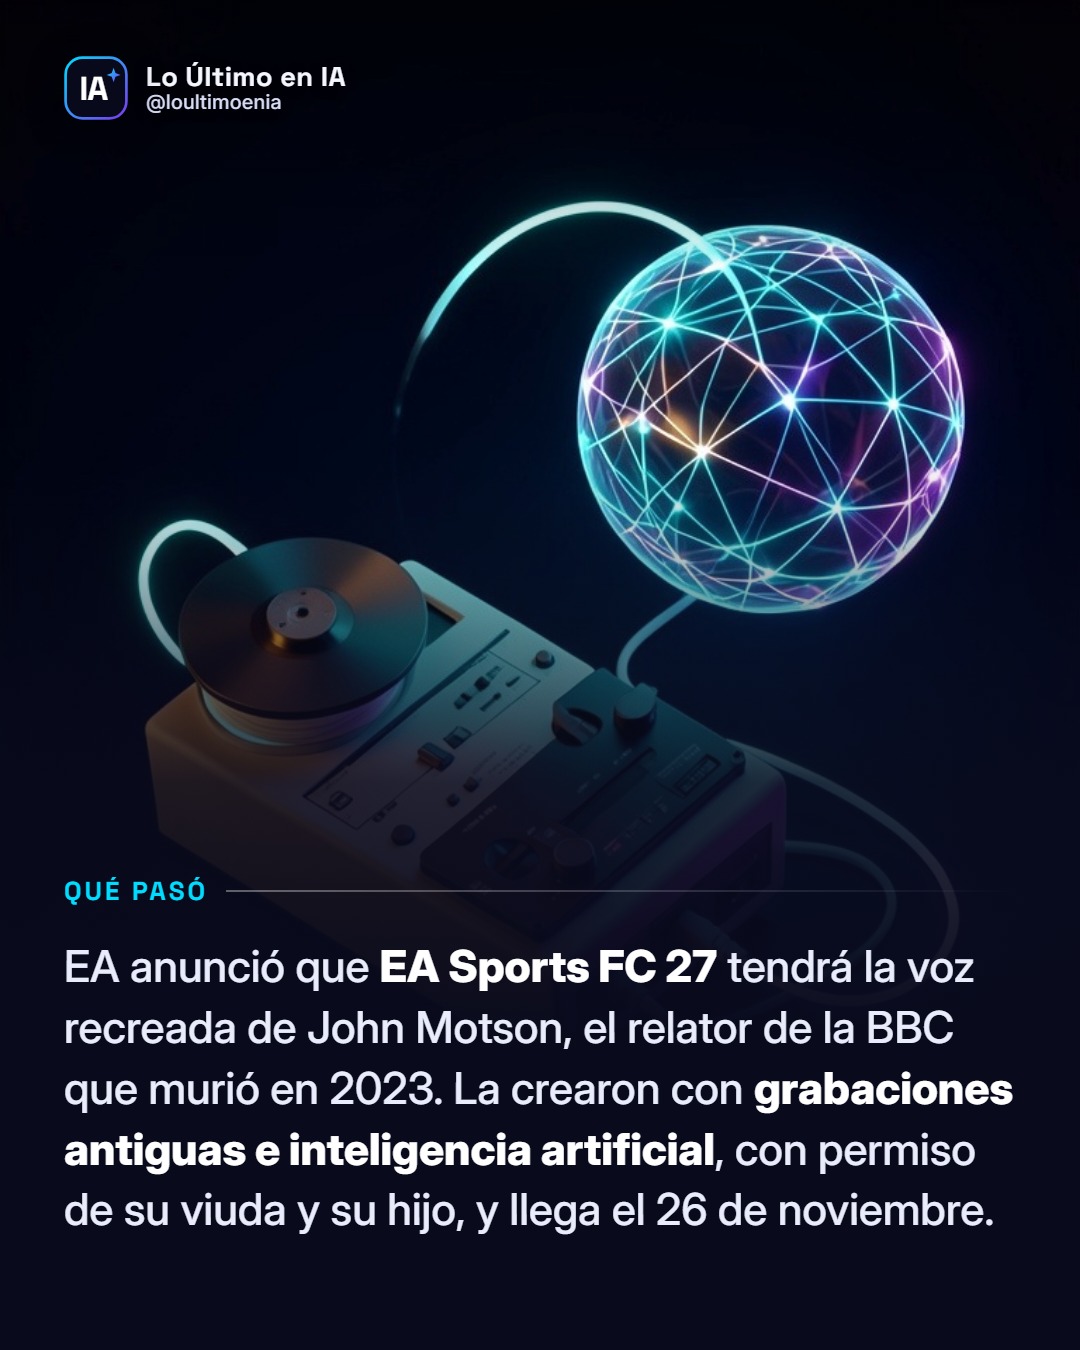 IA
Lo Último en IA
@loultimoenia
QUÉ PASÓ
EA anunció que EA Sports FC 27 tendrá la voz
recreada de John Motson, el relator de la BBC
que murió en 2023. La crearon con grabaciones
antiguas e inteligencia artificial, con permiso
de su viuda y su hijo, y llega el 26 de noviembre.